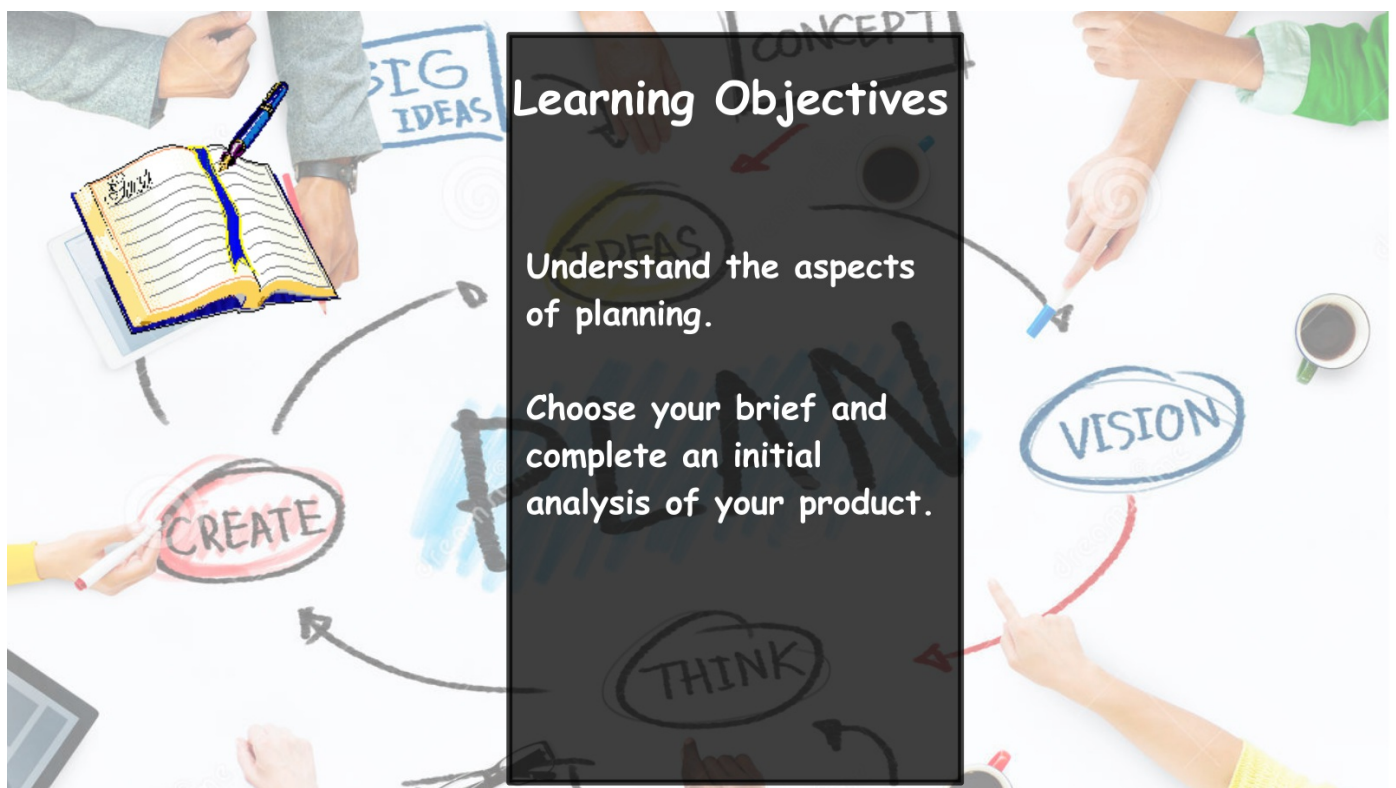 CONCEPT
BIG
IDEAS
Learning Objectives
IDEAS
Understand the aspects
of planning.
PLAN
Choose your brief and
complete an initial
analysis of your product.
VISION
CREATE
THINK